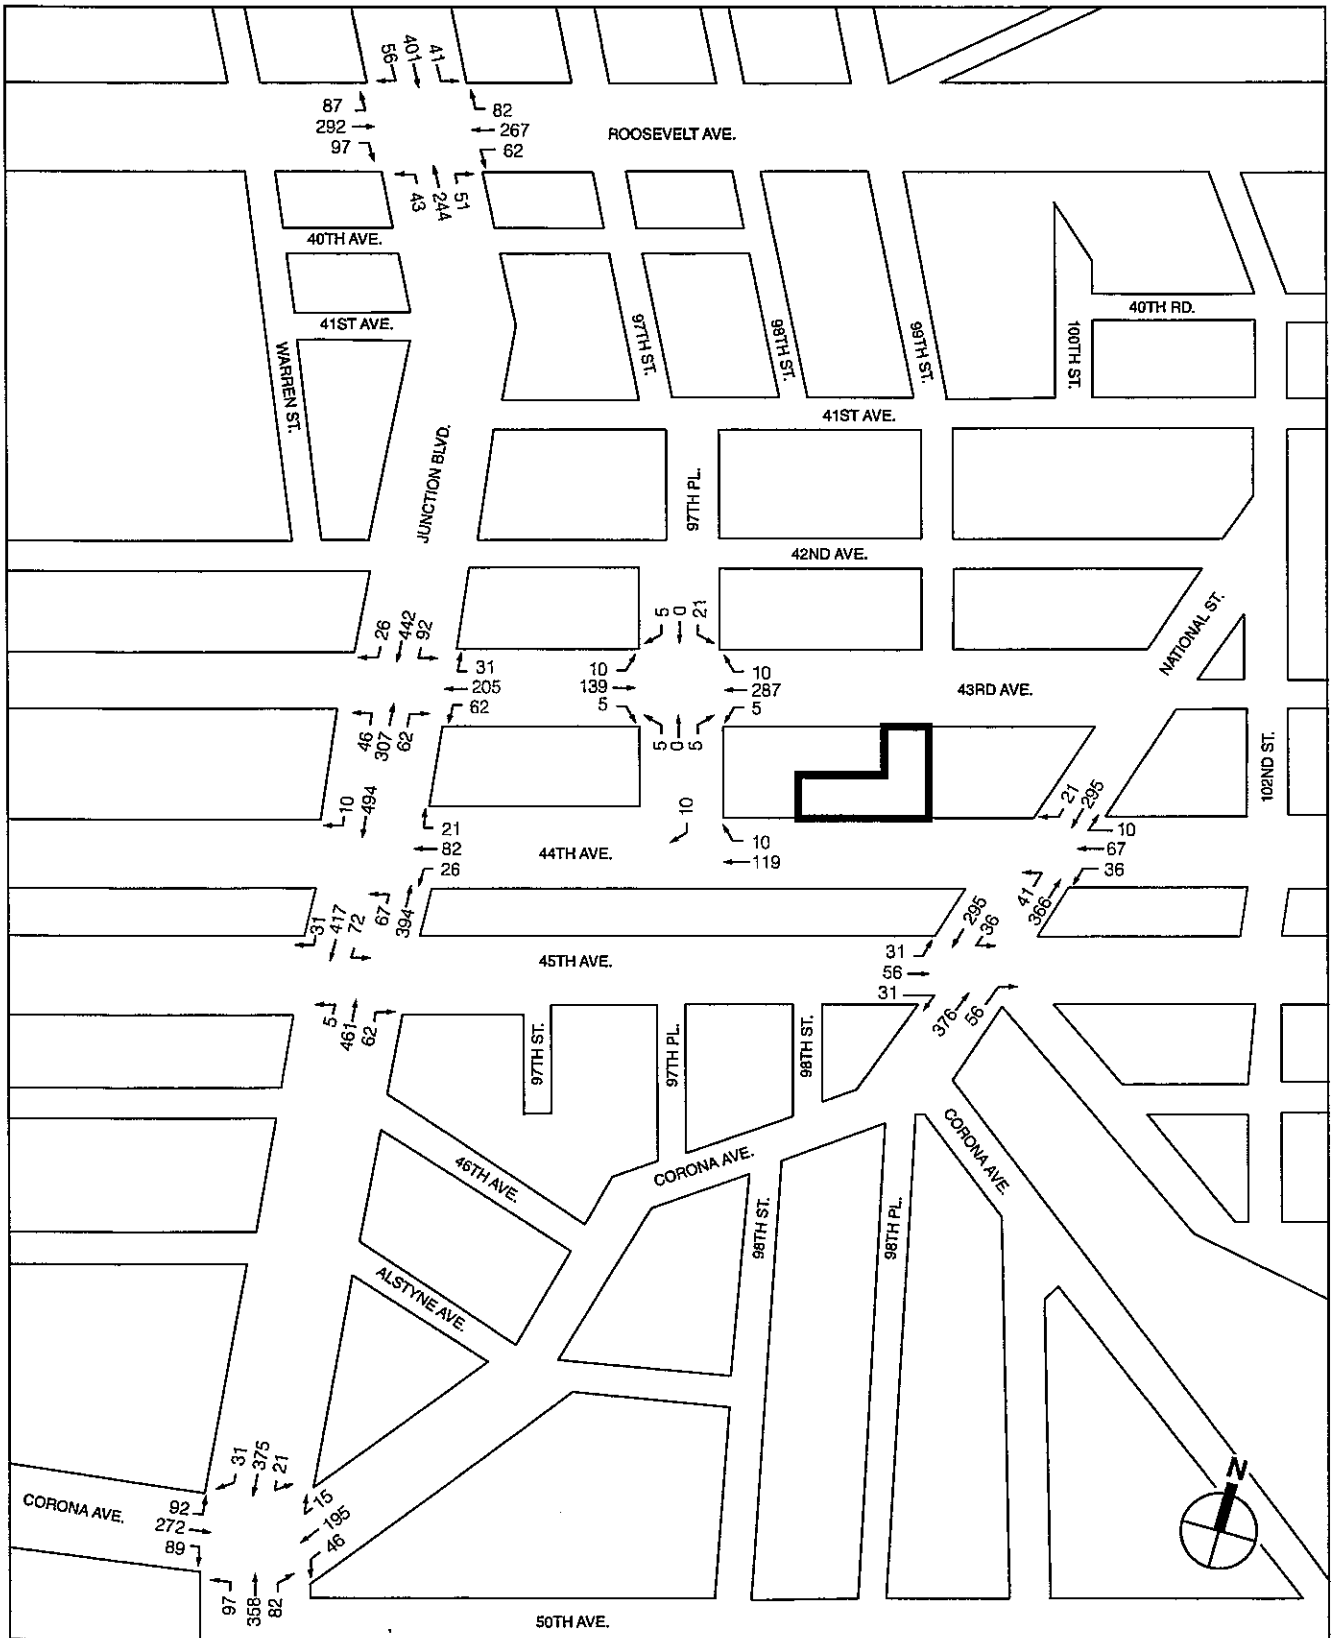 56
401
41
87
292
97
82
267
62
ROOSEVELT AVE.
43
244
51
40TH AVE.
41ST AVE.
WARREN ST.
JUNCTION BLVD.
97TH ST.
98TH ST.
99TH ST.
100TH ST.
40TH RD.
41ST AVE.
97TH PL.
42ND AVE.
NATIONAL ST.
102ND ST.
26
442
92
31
205
62
46
307
62
5
0
21
10
139
5
10
287
5
43RD AVE.
5
0
5
10
494
21
82
26
44TH AVE.
10
10
119
21
295
10
67
36
41
366
67
394
31
417
72
45TH AVE.
295
36
31
56
31
376
56
5
461
62
97TH ST.
97TH PL.
98TH ST.
46TH AVE.
CORONA AVE.
CORONA AVE.
98TH ST.
98TH PL.
ALSTYNE AVE.
31
375
21
CORONA AVE.
92
272
89
15
195
46
97
358
82
50TH AVE.
N